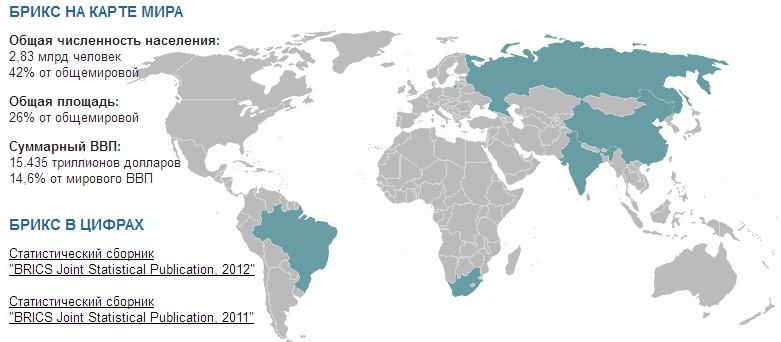 БРИКС НА КАРТЕ МИРА
Общая численность населения:
2,83 млрд человек
42% от общемировой
Общая площадь:
26% от общемировой
Суммарный ВВП:
15.435 триллионов долларов
14,6% от мирового ВВП
БРИКС В ЦИФРАХ
Статистический сборник
"BRICS Joint Statistical Publication, 2012"
Статистический сборник
"BRICS Joint Statistical Publication, 2011"